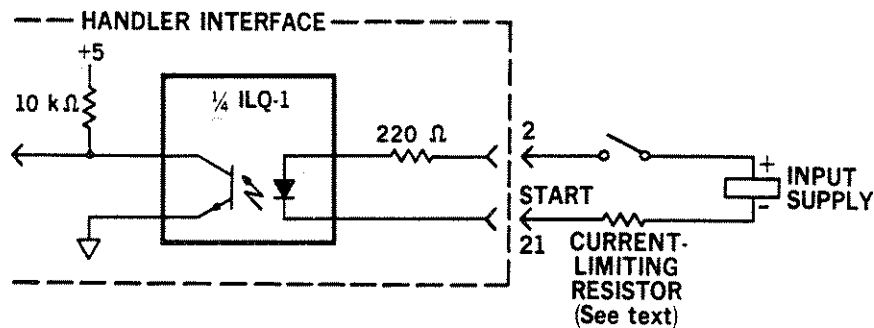 HANDLER INTERFACE
+5
10 kΩ
¼ ILQ-1
220 Ω
2
START
21
+
-
INPUT
SUPPLY
CURRENT-
LIMITING
RESISTOR
(See text)